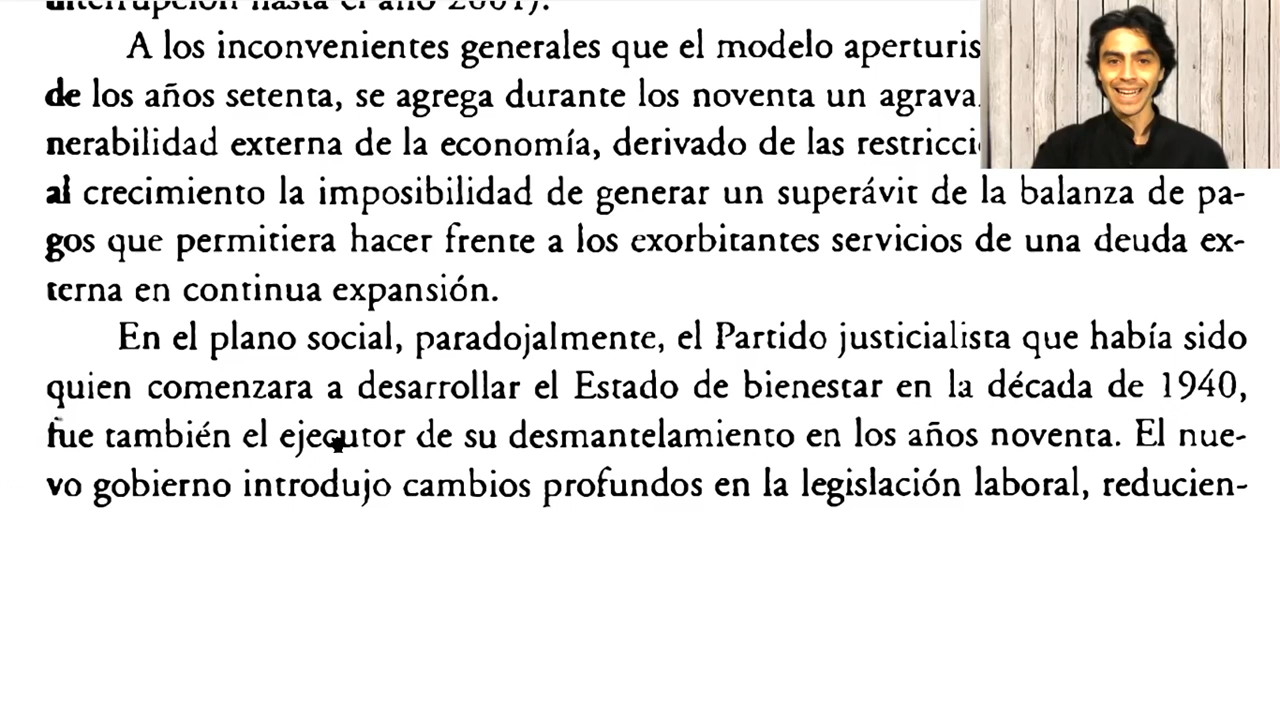 interrupción hasta el año 2001).
A los inconvenientes generales que el modelo aperturis
de los años setenta, se agrega durante los noventa un agrava
nerabilidad externa de la economía, derivado de las restricci
al crecimiento la imposibilidad de generar un superávit de la balanza de pa-
gos que permitiera hacer frente a los exorbitantes servicios de una deuda ex-
terna en continua expansión.
En el plano social, paradojalmente, el Partido justicialista que había sido
quien comenzara a desarrollar el Estado de bienestar en la década de 1940,
fue también el ejecutor de su desmantelamiento en los años noventa. El nue-
vo gobierno introdujo cambios profundos en la legislación laboral, reducien-